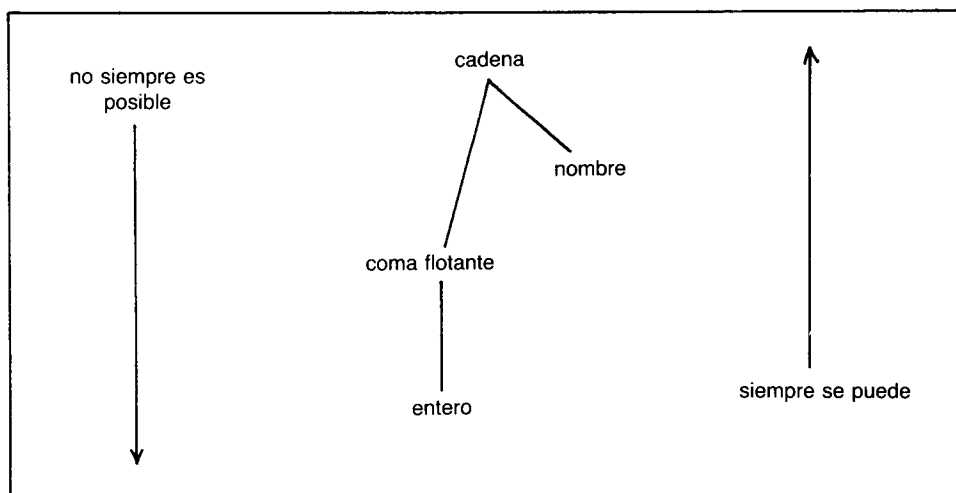 no siempre es
posible
cadena
nombre
coma flotante
entero
siempre se puede